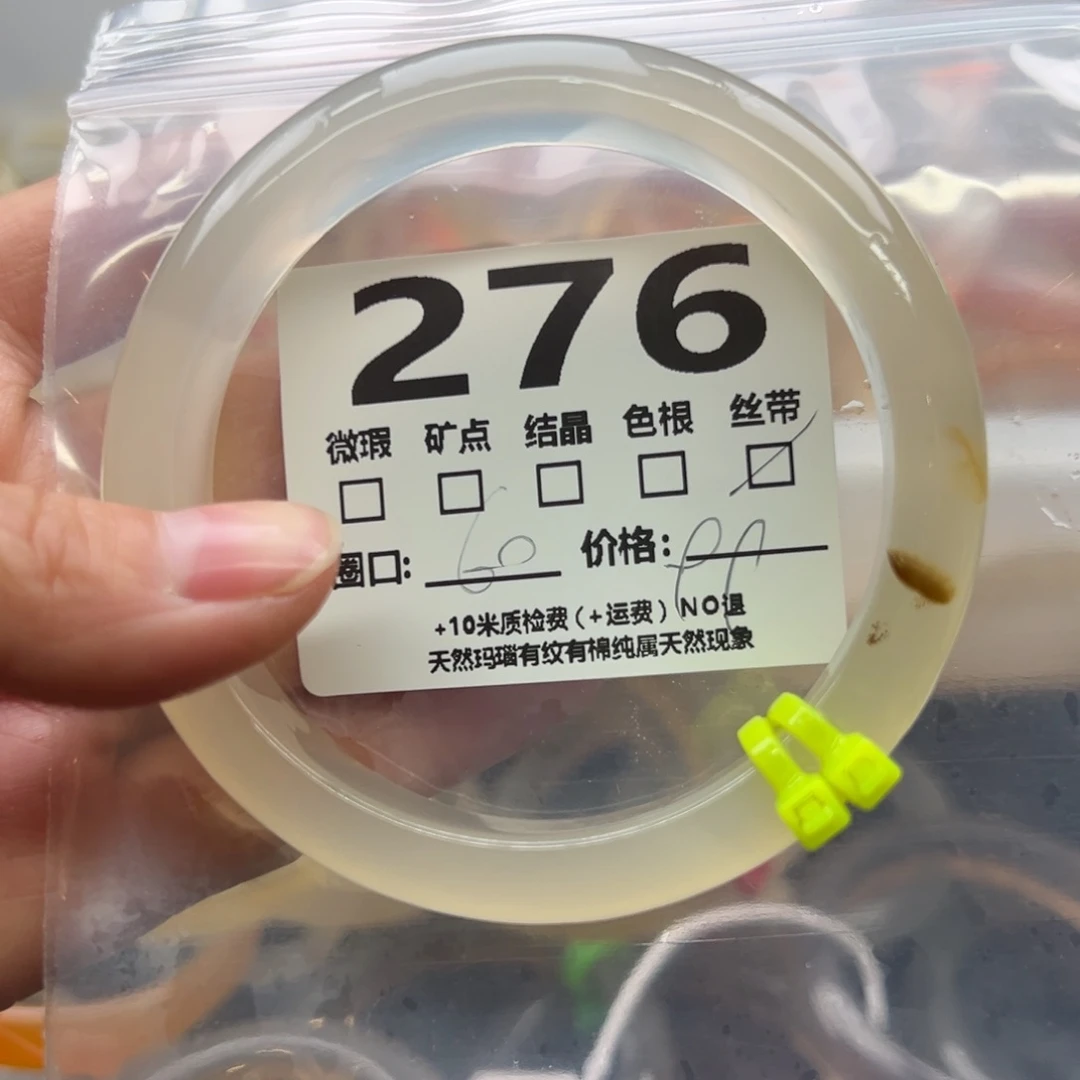 276
微瑕 矿点 结晶 色根 丝带
圈口: 60 价格:
+10米质检费(+运费)NO退
天然玛瑙有纹有棉纯属天然现象